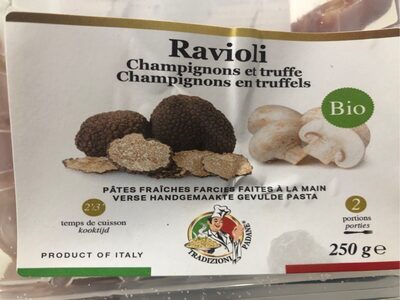 Ravioli
Champignons et truffe
Champignons en truffels
Bio
PÂTES FRAÎCHES FARCIES FAITES À LA MAIN
VERSE HANDGEMAAKTE GEVULDE PASTA
2'3'
temps de cuisson
kooktijd
2
portions
porties
TRADIZIONI PADANE
PRODUCT OF ITALY
250 g e